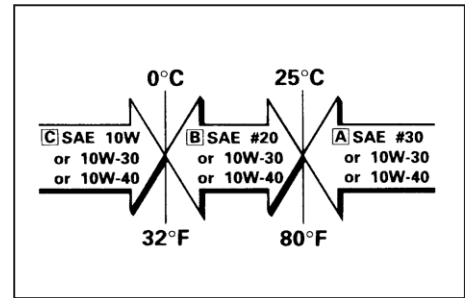 0°C 25°C
C SAE 10W B SAE #20 A SAE #30
or 10W-30 or 10W-30 or 10W-30
or 10W-40 or 10W-40 or 10W-40
32°F 80°F